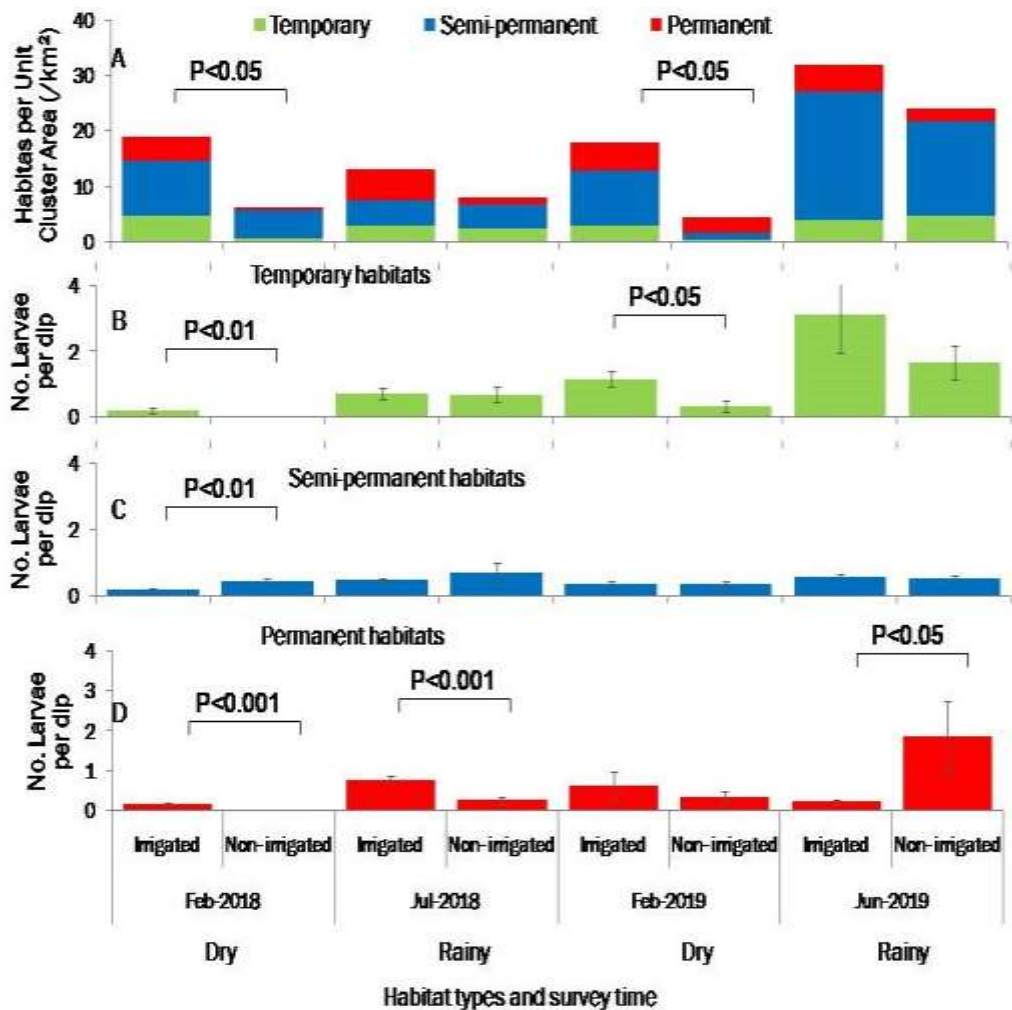 Temporary Semi-permanent Permanent
Habitas per Unit
Cluster Area (/km²)
40
30
20
10
0
A
P<0.05
P<0.05
Temporary habitats
No. Larvae
per dip
4
2
0
B
P<0.01
P<0.05
Semi-permanent habitats
No. Larvae
per dip
4
2
0
C
P<0.01
Permanent habitats
No. Larvae
per dip
4
3
2
1
0
D
P<0.001
P<0.001
P<0.05
Irrigated Non-irrigated Irrigated Non-irrigated Irrigated Non-irrigated Irrigated Non-irrigated
Feb-2018 Jul-2018 Feb-2019 Jun-2019
Dry Rainy Dry Rainy
Habitat types and survey time